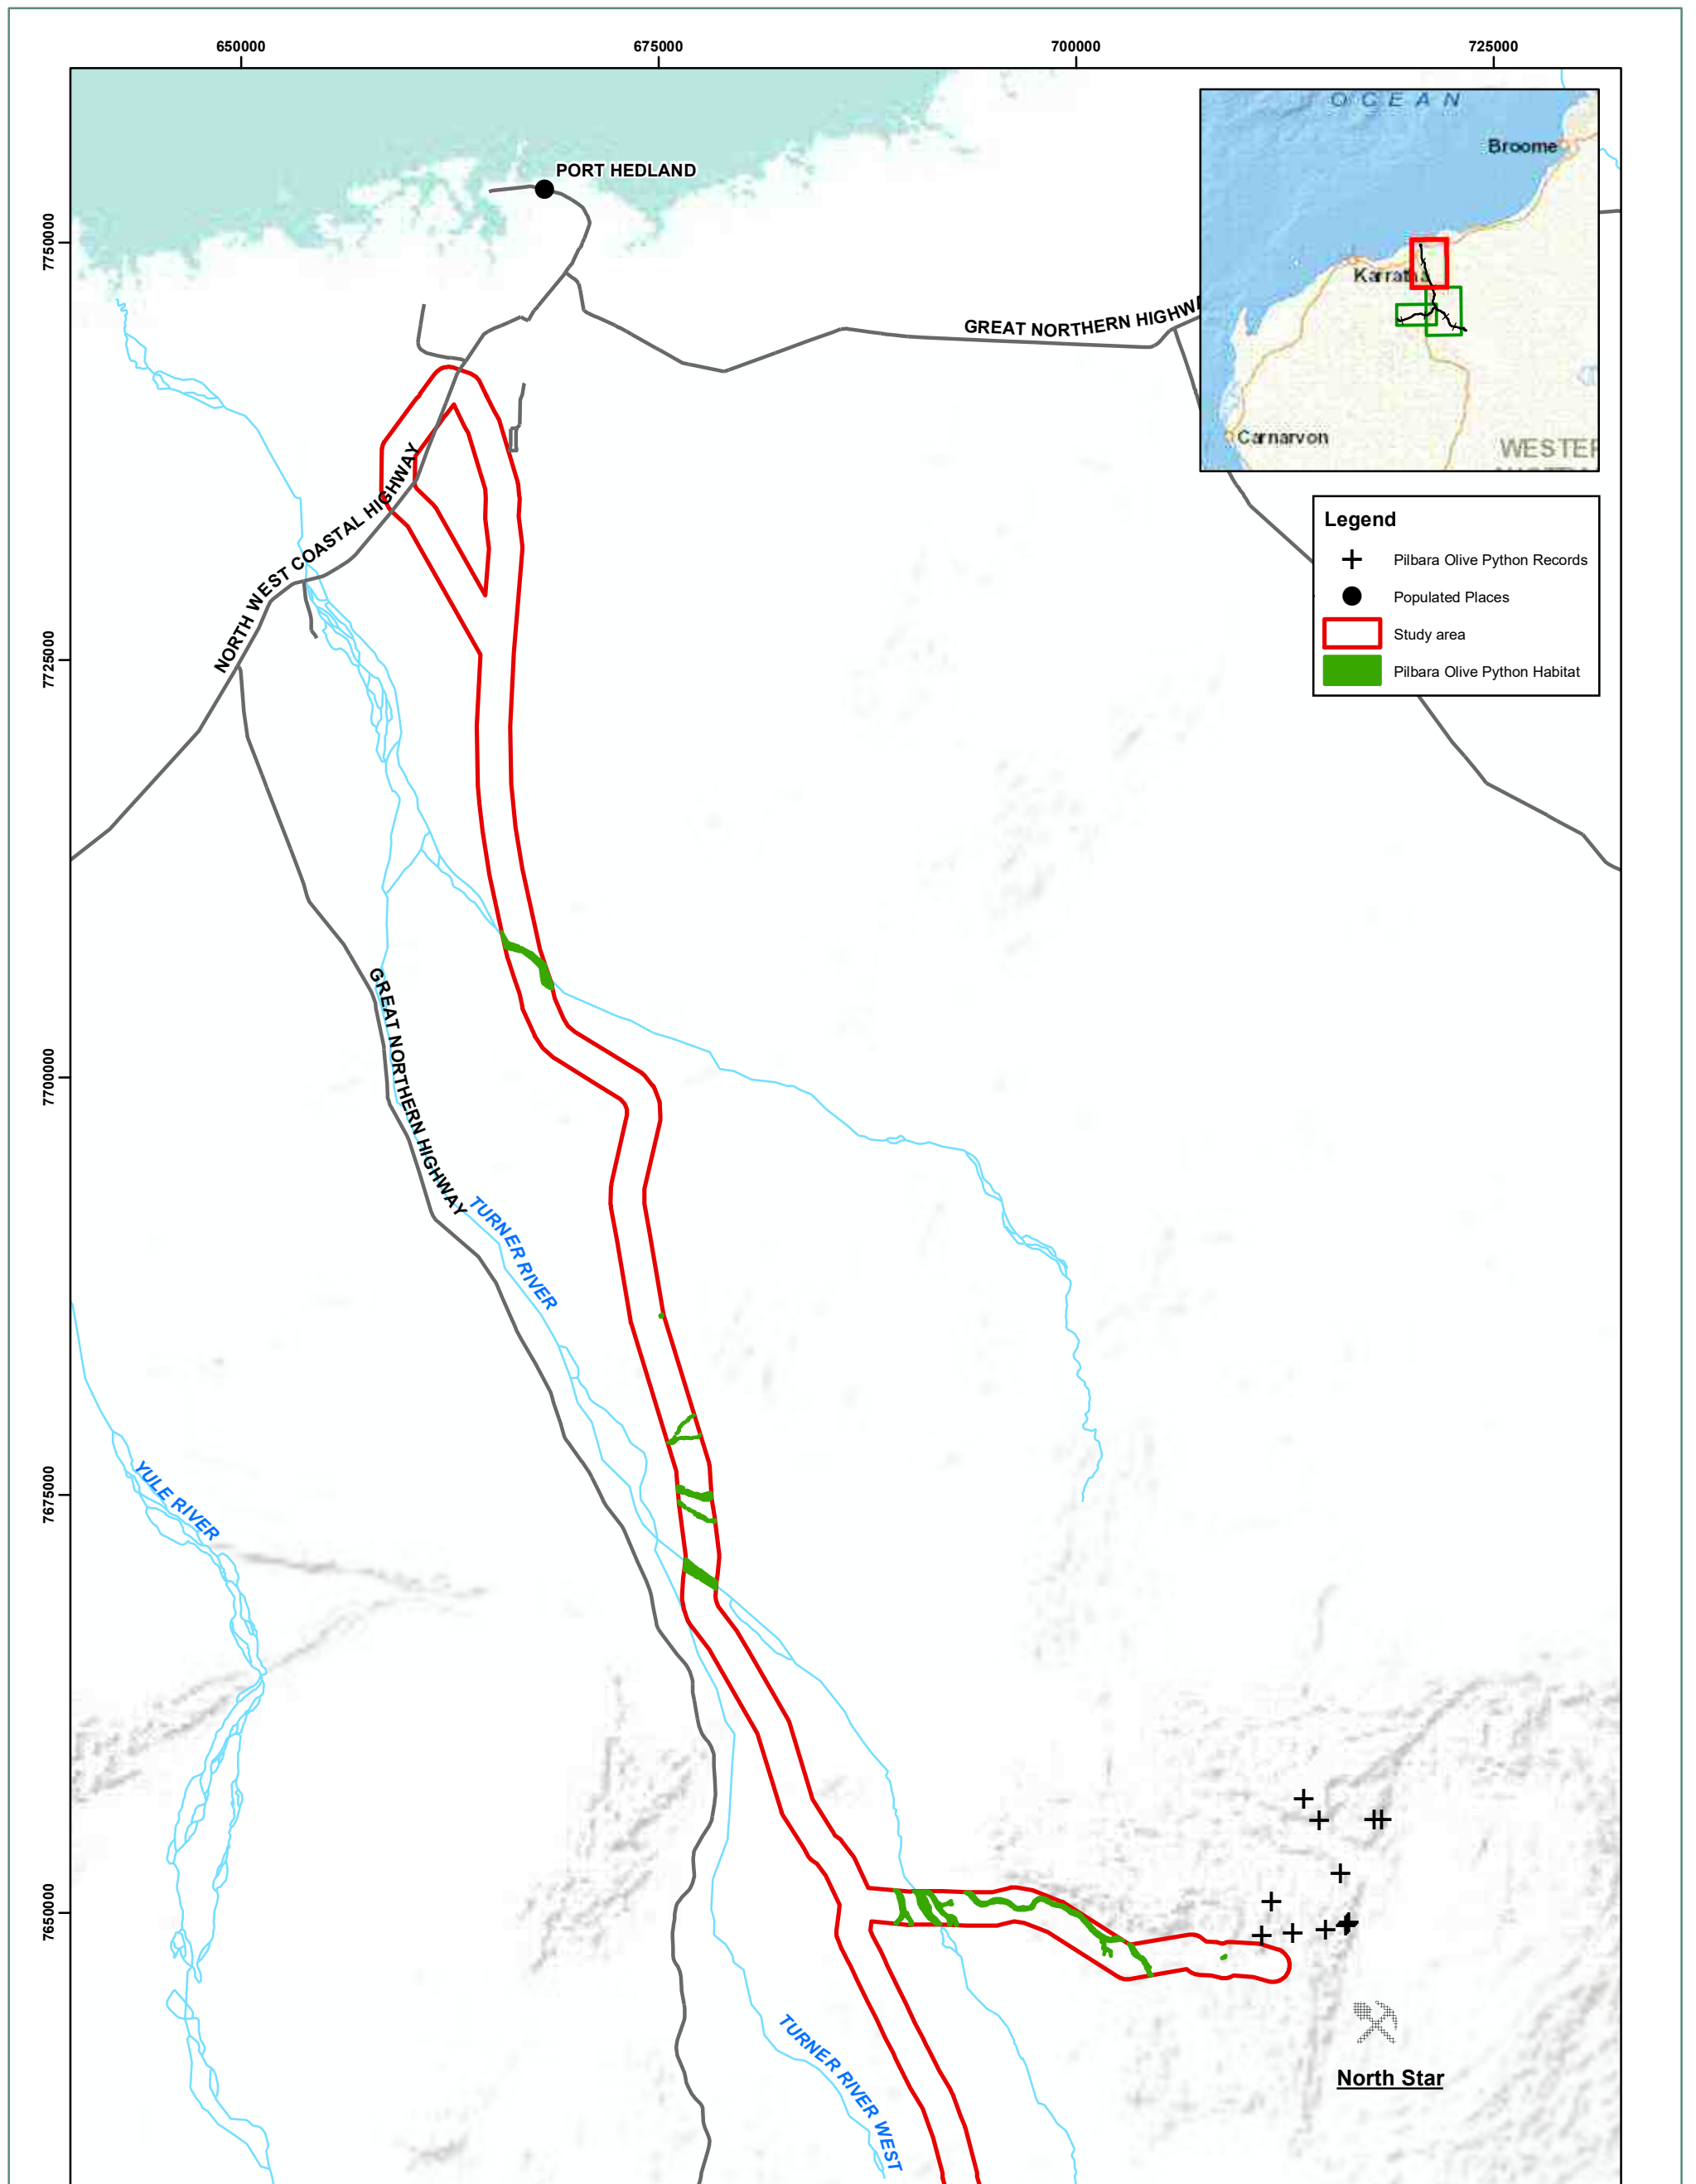 650000
675000
700000
725000
OCEAN
Broome
PORT HEDLAND
7750000
Karratha
GREAT NORTHERN HIGHWA
Carnarvon
WESTER
NORTH WEST COASTAL HIGHWAY
Legend
Pilbara Olive Python Records
Populated Places
Study area
Pilbara Olive Python Habitat
7725000
7700000
GREAT NORTHERN HIGHWAY
TURNER RIVER
7675000
YULE RIVER
7650000
TURNER RIVER WEST
North Star